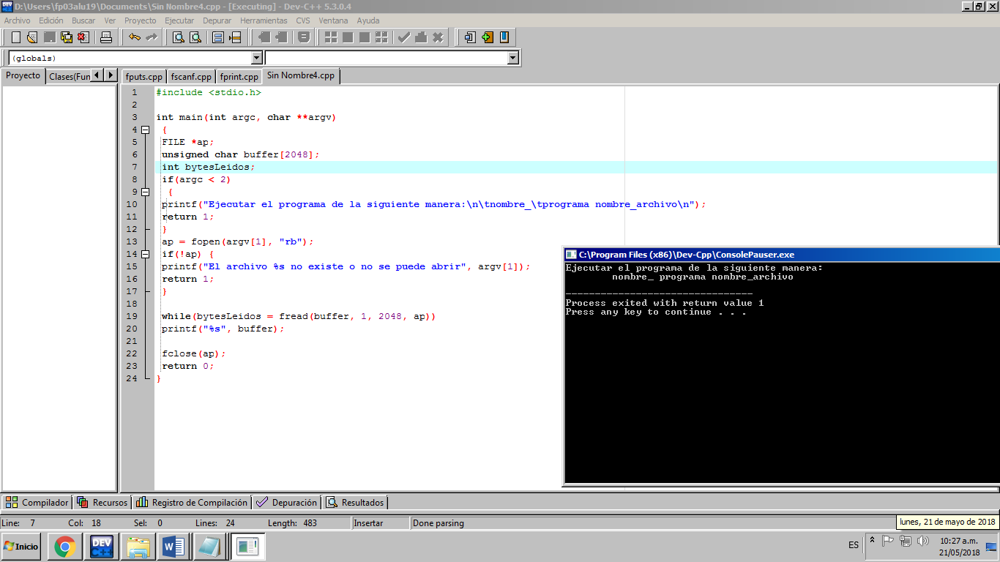 D:\Users\fp03alu19\Documents\Sin Nombre4.cpp - [Executing] - Dev-C++ 5.3.0.4
Archivo Edición Buscar Ver Proyecto Ejecutar Depurar Herramientas CVS Ventana Ayuda
(globals)
Proyecto Clases(Fun fputs.cpp fscanf.cpp fprint.cpp Sin Nombre4.cpp
1 #include <stdio.h>
2
3 int main(int argc, char **argv)
4 {
5 FILE *ap;
6 unsigned char buffer[2048];
7 int bytesLeidos;
8 if(argc < 2)
9 {
10 printf("Ejecutar el programa de la siguiente manera:\n\tnombre_\tprograma nombre_archivo\n");
11 return 1;
12 }
13 ap = fopen(argv[1], "rb");
14 if(!ap) {
15 printf("El archivo %s no existe o no se puede abrir", argv[1]);
16 return 1;
17 }
18
19 while(bytesLeidos = fread(buffer, 1, 2048, ap))
20 printf("%s", buffer);
21
22 fclose(ap);
23 return 0;
24 }
C:\Program Files (x86)\Dev-Cpp\ConsolePauser.exe
Ejecutar el programa de la siguiente manera:
nombre_ programa nombre_archivo
--------------------------------
Process exited with return value 1
Press any key to continue . . .
Compilador Recursos Registro de Compilación Depuración Resultados
Line: 7 Col: 18 Sel: 0 Lines: 24 Length: 483 Insertar Done parsing
lunes, 21 de mayo de 2018
Inicio DEV C++ W ES 10:27 a.m.
21/05/2018